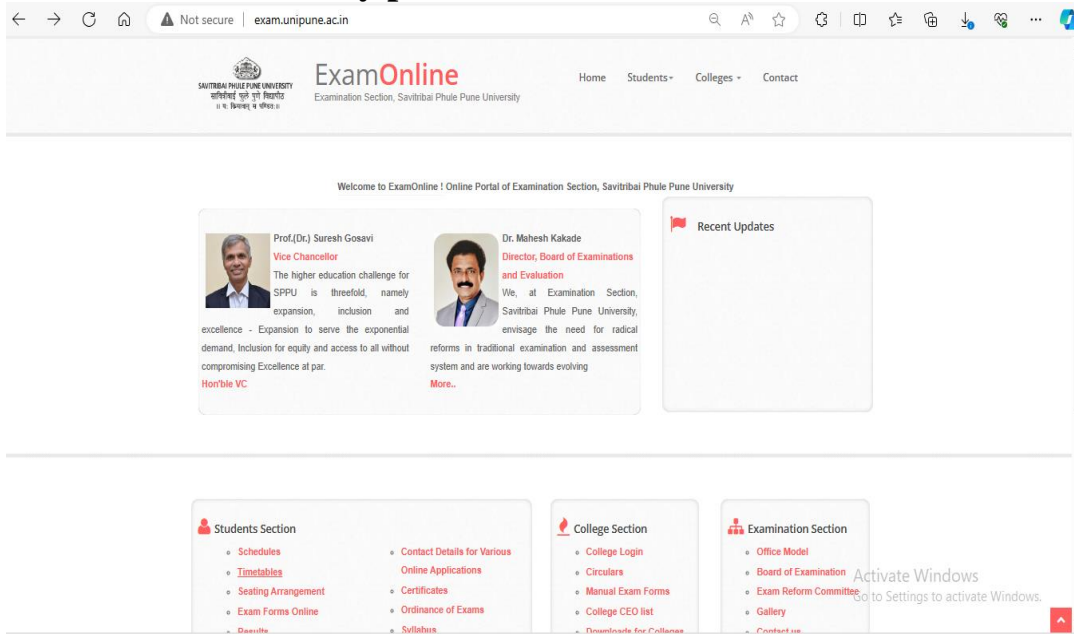 Not secure exam.unipune.ac.in
SAVITRIBAI PHULE PUNE UNIVERSITY
सावित्रीबाई फुले पुणे विद्यापीठ
॥ यः क्रियावान् स पण्डितः ॥
ExamOnline
Examination Section, Savitribai Phule Pune University
Home Students Colleges Contact
Welcome to ExamOnline ! Online Portal of Examination Section, Savitribai Phule Pune University
Prof.(Dr.) Suresh Gosavi
Vice Chancellor
The higher education challenge for
SPPU is threefold, namely
expansion, inclusion and
excellence - Expansion to serve the exponential
demand, Inclusion for equity and access to all without
compromising Excellence at par.
Hon'ble VC
Dr. Mahesh Kakade
Director, Board of Examinations
and Evaluation
We, at Examination Section,
Savitribai Phule Pune University,
envisage the need for radical
reforms in traditional examination and assessment
system and are working towards evolving
More..
Recent Updates
Students Section
Schedules
Timetables
Seating Arrangement
Exam Forms Online
Results
Contact Details for Various
Online Applications
Certificates
Ordinance of Exams
Syllabus
College Section
College Login
Circulars
Manual Exam Forms
College CEO list
Downloads for Colleges
Examination Section
Office Model
Board of Examination
Exam Reform Committee
Gallery
Contact us
Activate Windows
Go to Settings to activate Windows.